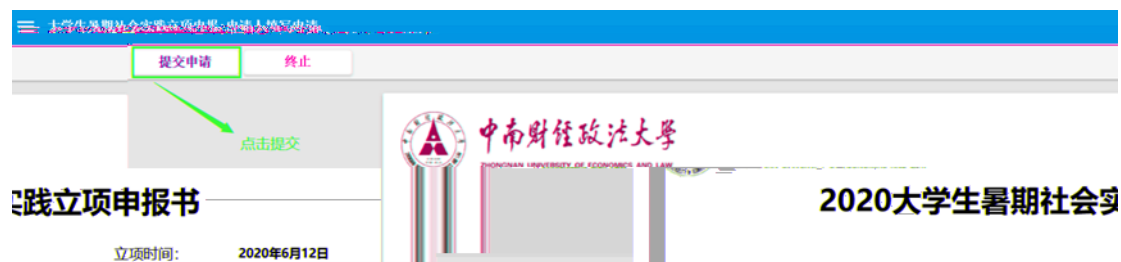 大学生暑期社会实践立项申报: 申请人填写申请
提交申请 终止
点击提交
中南财经政法大学
ZHONGNAN UNIVERSITY OF ECONOMICS AND LAW
实践立项申报书
2020大学生暑期社会实
立项时间: 2020年6月12日